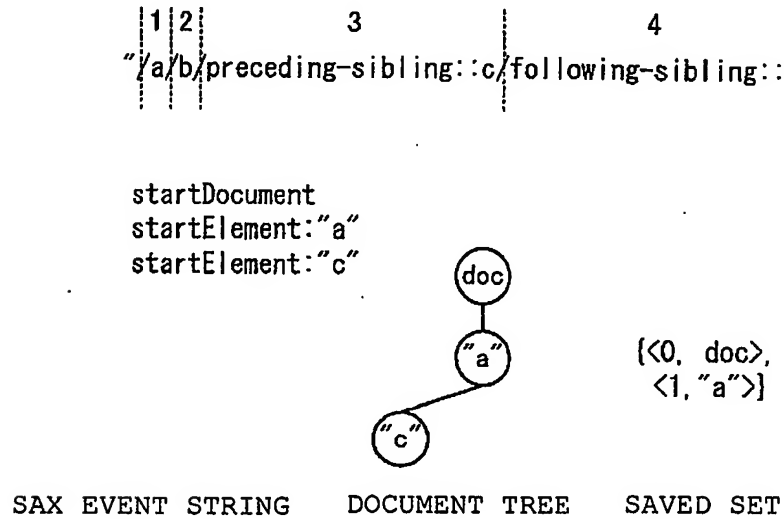 1 2 3 4
"/a/b/preceding-sibling::c/following-sibling::
startDocument
startElement:"a"
startElement:"c"
doc
"a"
{<0, doc>,
<1,"a">}
"c"
SAX EVENT STRING DOCUMENT TREE SAVED SET